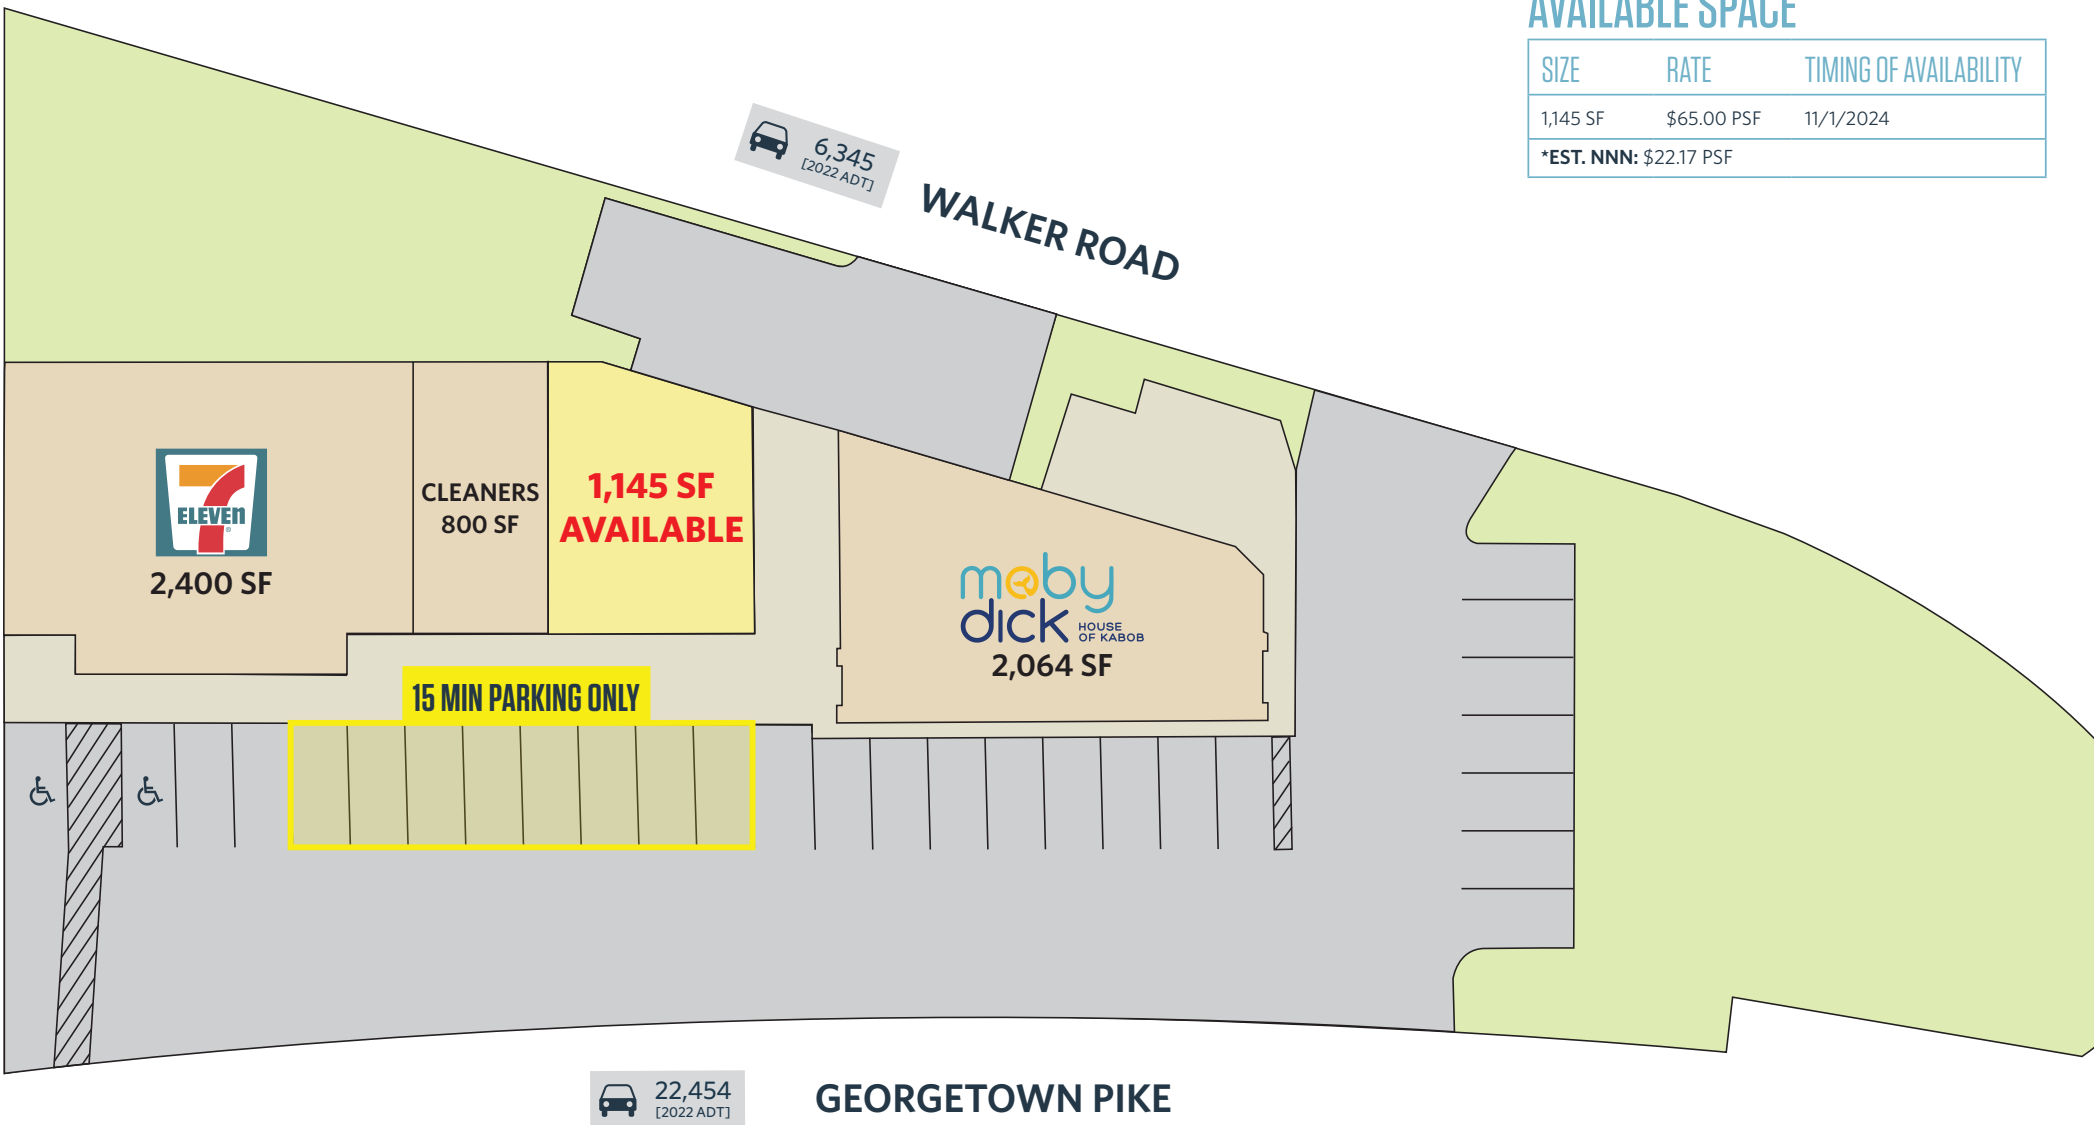 AVAILABLE SPACE
SIZE RATE TIMING OF AVAILABILITY
1,145 SF $65.00 PSF 11/1/2024
*EST. NNN: $22.17 PSF
6,345
[2022 ADT]
WALKER ROAD
7
ELEVEn
®
2,400 SF
CLEANERS
800 SF
1,145 SF
AVAILABLE
moby
dick
HOUSE
OF KABOB
2,064 SF
15 MIN PARKING ONLY
22,454
[2022 ADT]
GEORGETOWN PIKE